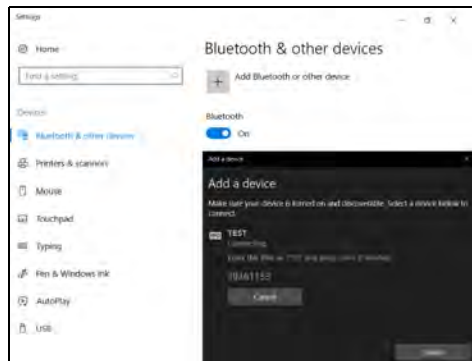 Settings
Home
Find a setting
Devices
Bluetooth & other devices
Printers & scanners
Mouse
Touchpad
Typing
Pen & Windows Ink
AutoPlay
USB
Bluetooth & other devices
Add Bluetooth or other device
Bluetooth
On
Add a device
Add a device
Make sure your device is turned on and discoverable. Select a device below to
connect.
TEST
Connecting
Cancel